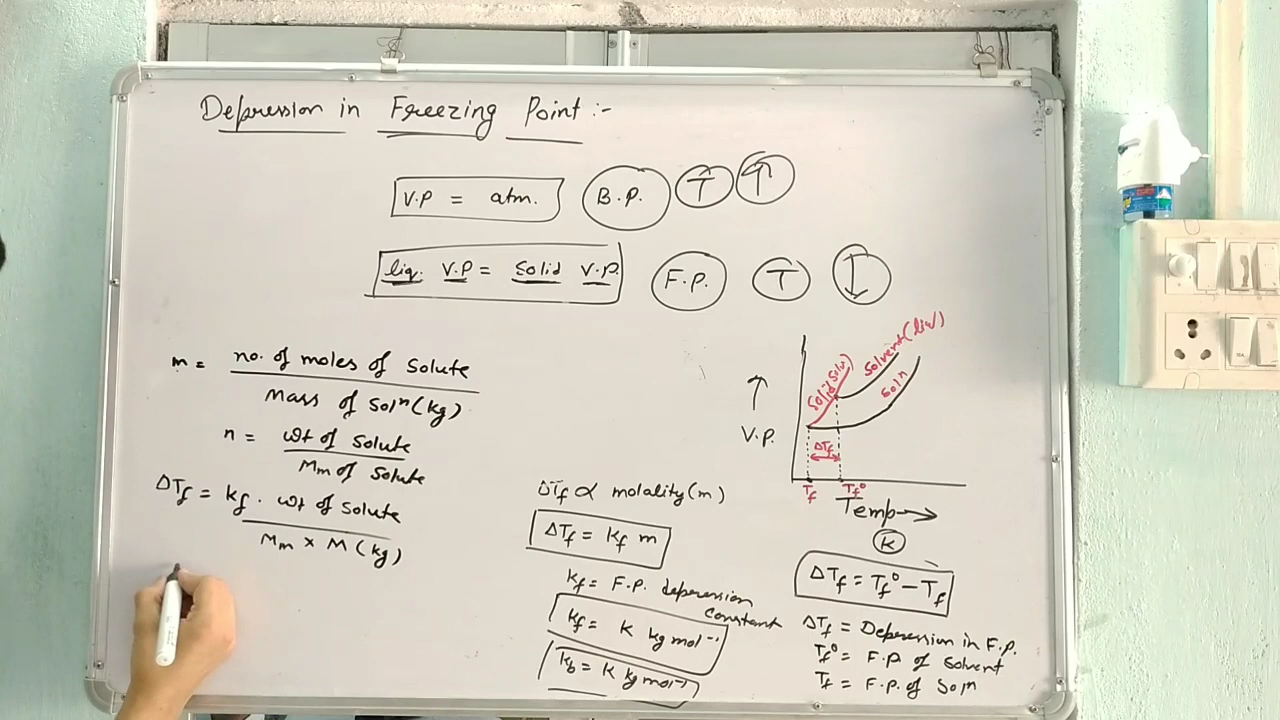 Depression in Freezing Point :-
V.P = atm. B.P. T ↑
liq. V.P = Solid V.P. F.P. T ↓
m = no. of moles of Solute
Mass of Solⁿ (kg)
n = wt of Solute
Mm of Solute
ΔTf = kf . wt of Solute
Mm × M (kg)
ΔTf ∝ molality (m)
ΔTf = kf m
kf = F.P. depression constant
kf = K kg mol⁻¹
kb = K kg mol⁻¹
↑
V.P.
Solid Solv)
Solvent (liq)
Solⁿ
ΔTf
Tf Tf°
Temp→
K
ΔTf = Tf° − Tf
ΔTf = Depression in F.P.
Tf° = F.P. of Solvent
Tf = F.P. of Solⁿ